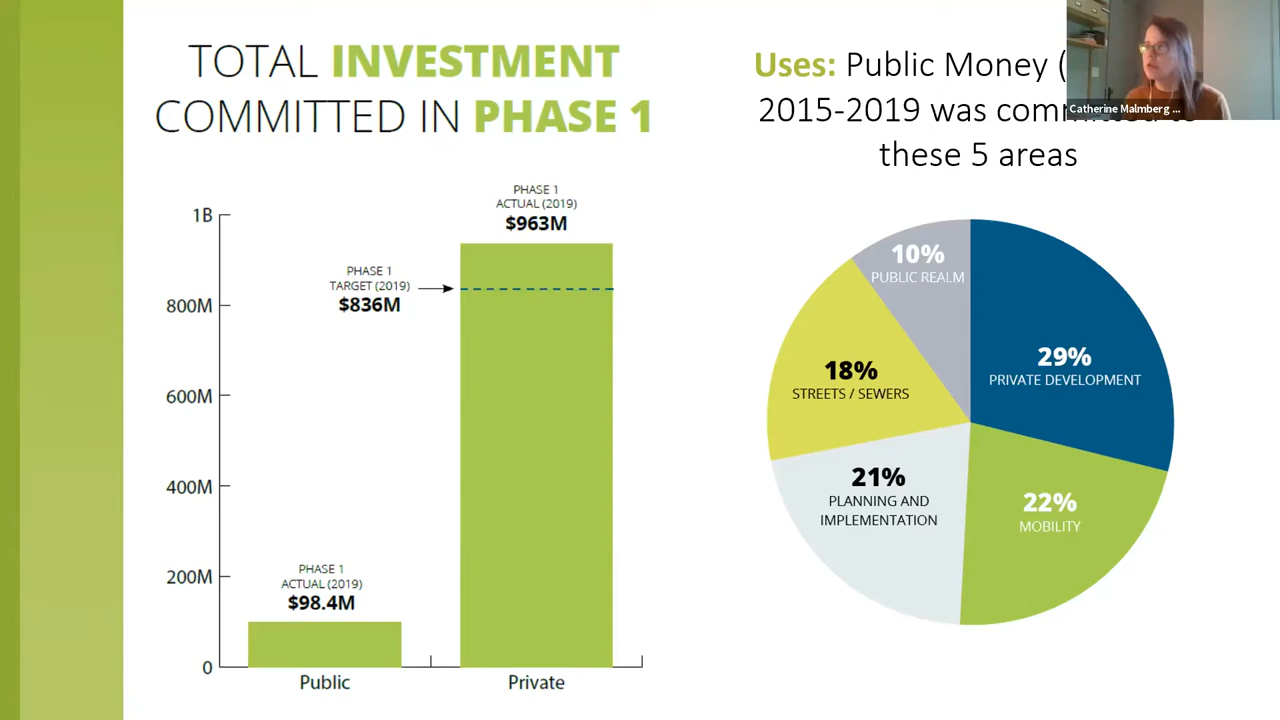 TOTAL INVESTMENT
COMMITTED IN PHASE 1
PHASE 1
ACTUAL (2019)
$963M
1B
PHASE 1
TARGET (2019)
$836M
800M
600M
400M
PHASE 1
ACTUAL (2019)
$98.4M
200M
0
Public
Private
Uses: Public Money (
2015-2019 was committed to
these 5 areas
Catherine Malmberg ...
10%
PUBLIC REALM
29%
PRIVATE DEVELOPMENT
18%
STREETS / SEWERS
21%
PLANNING AND
IMPLEMENTATION
22%
MOBILITY